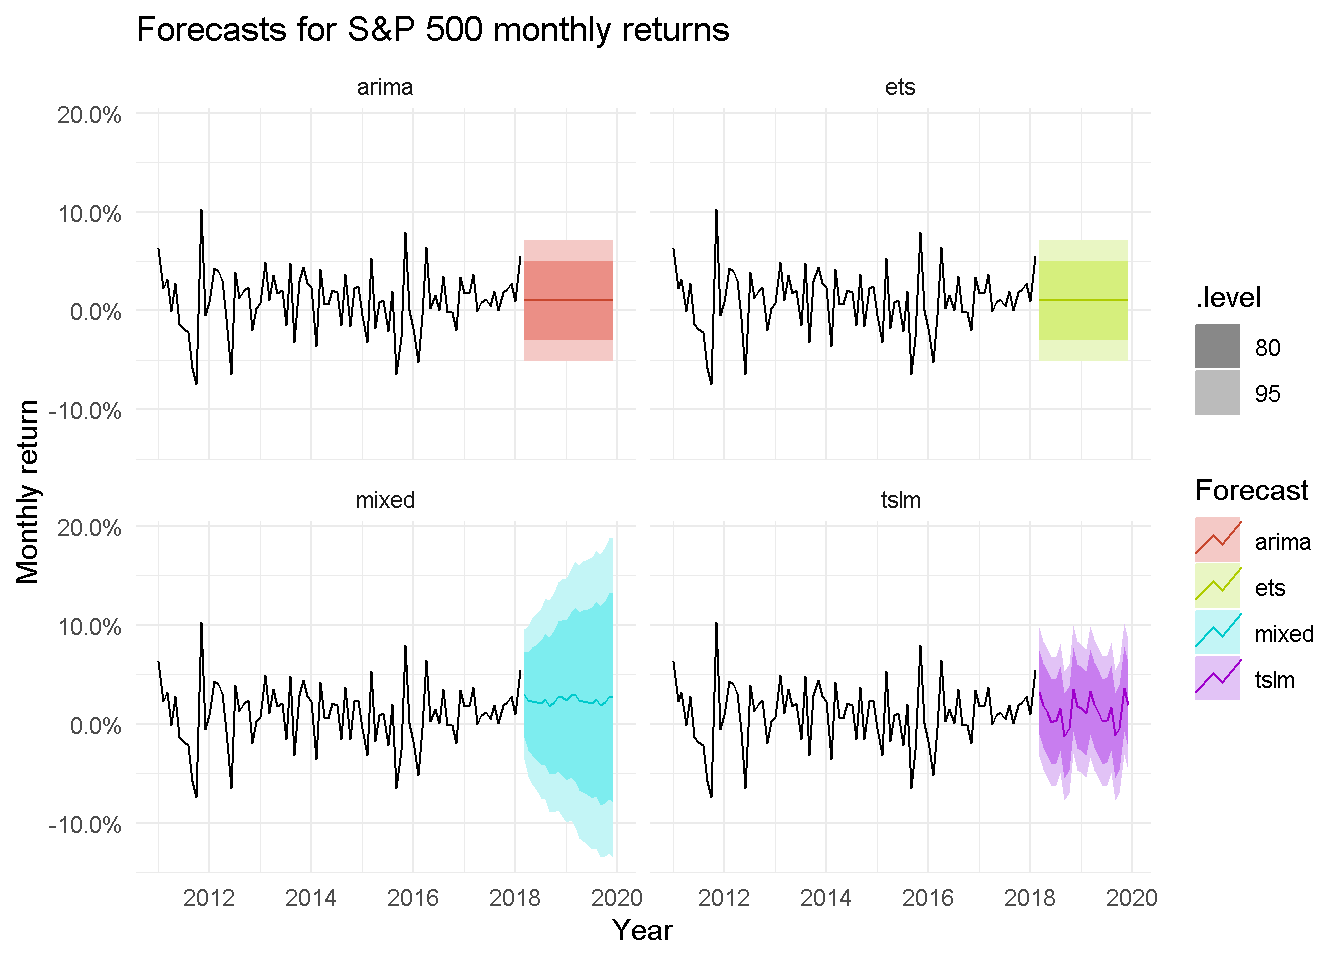 Forecasts for S&P 500 monthly returns
arima
ets
20.0%
10.0%
0.0%
-10.0%
mixed
tslm
20.0%
10.0%
0.0%
-10.0%
2012 2014 2016 2018 2020
2012 2014 2016 2018 2020
Year
Monthly return
.level
80
95
Forecast
arima
ets
mixed
tslm